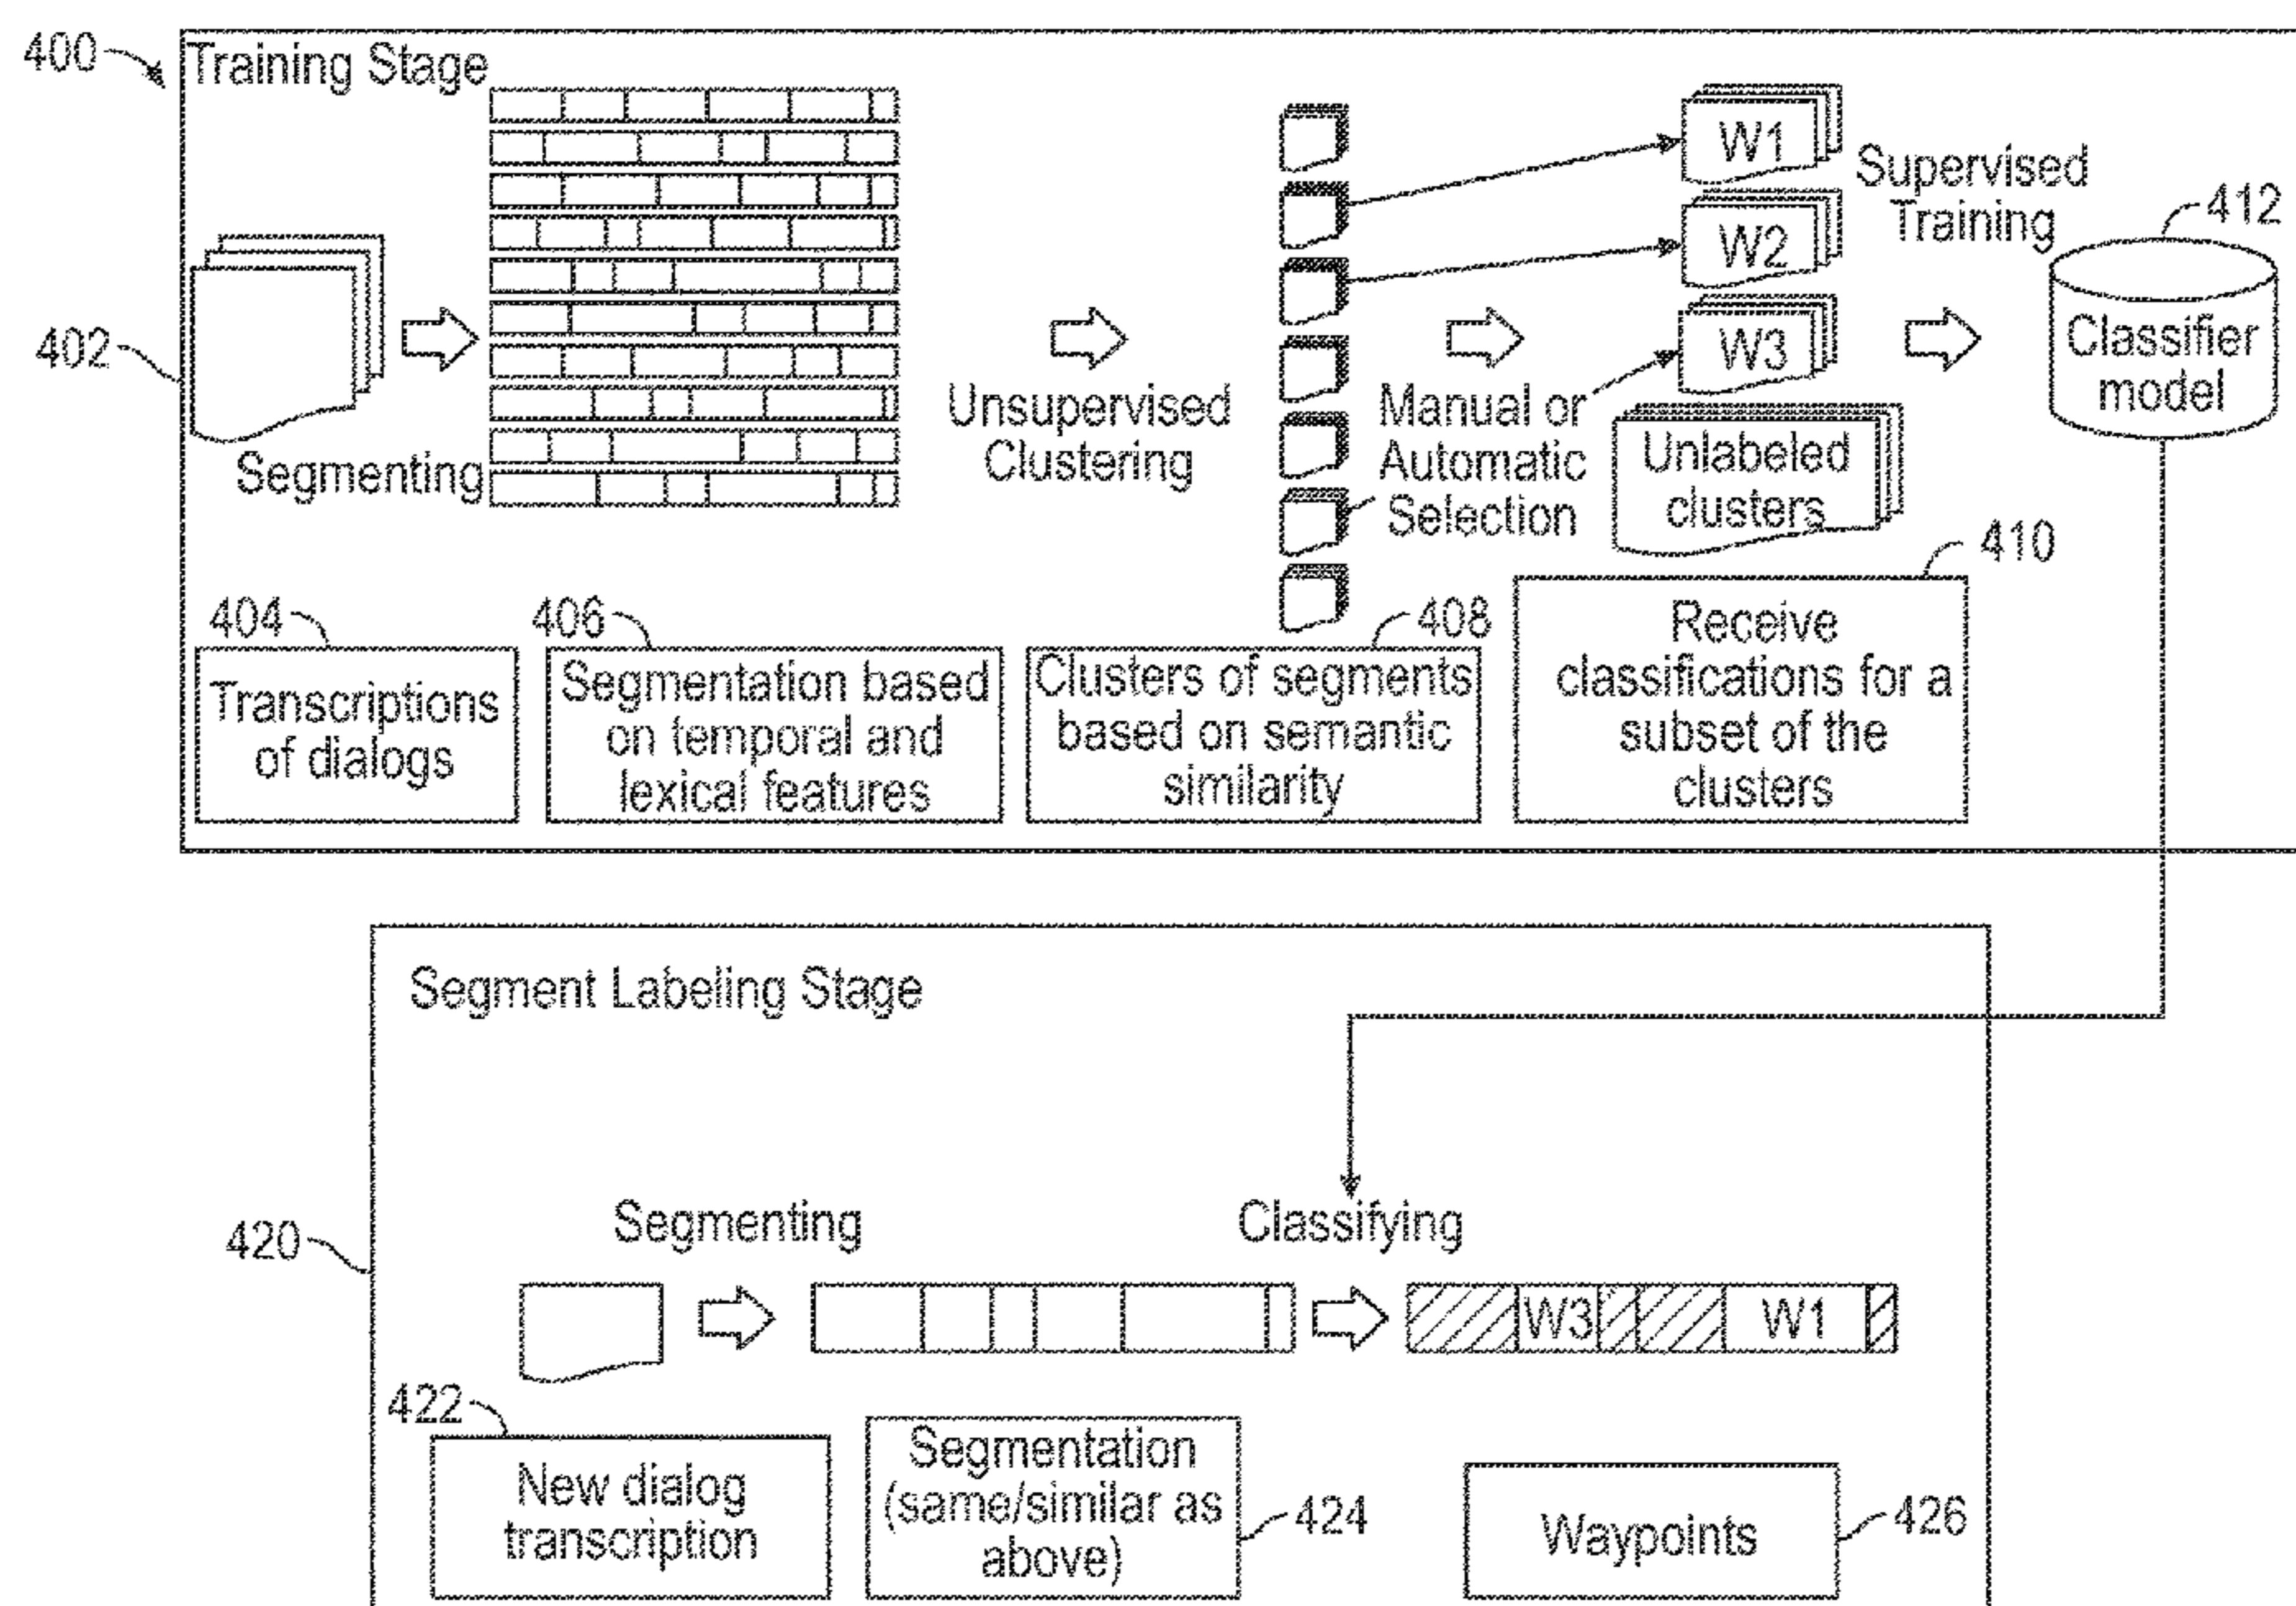 400
Training Stage
402
Segmenting
Unsupervised
Clustering
Manual or
Automatic
Selection
W1
W2
W3
Unlabeled
clusters
Supervised
Training
412
Classifier
model
404
Transcriptions
of dialogs
406
Segmentation based
on temporal and
lexical features
408
Clusters of segments
based on semantic
similarity
410
Receive
classifications for a
subset of the
clusters
Segment Labeling Stage
420
Segmenting
Classifying
W3
W1
422
New dialog
transcription
Segmentation
(same/similar as
above)
424
Waypoints
426